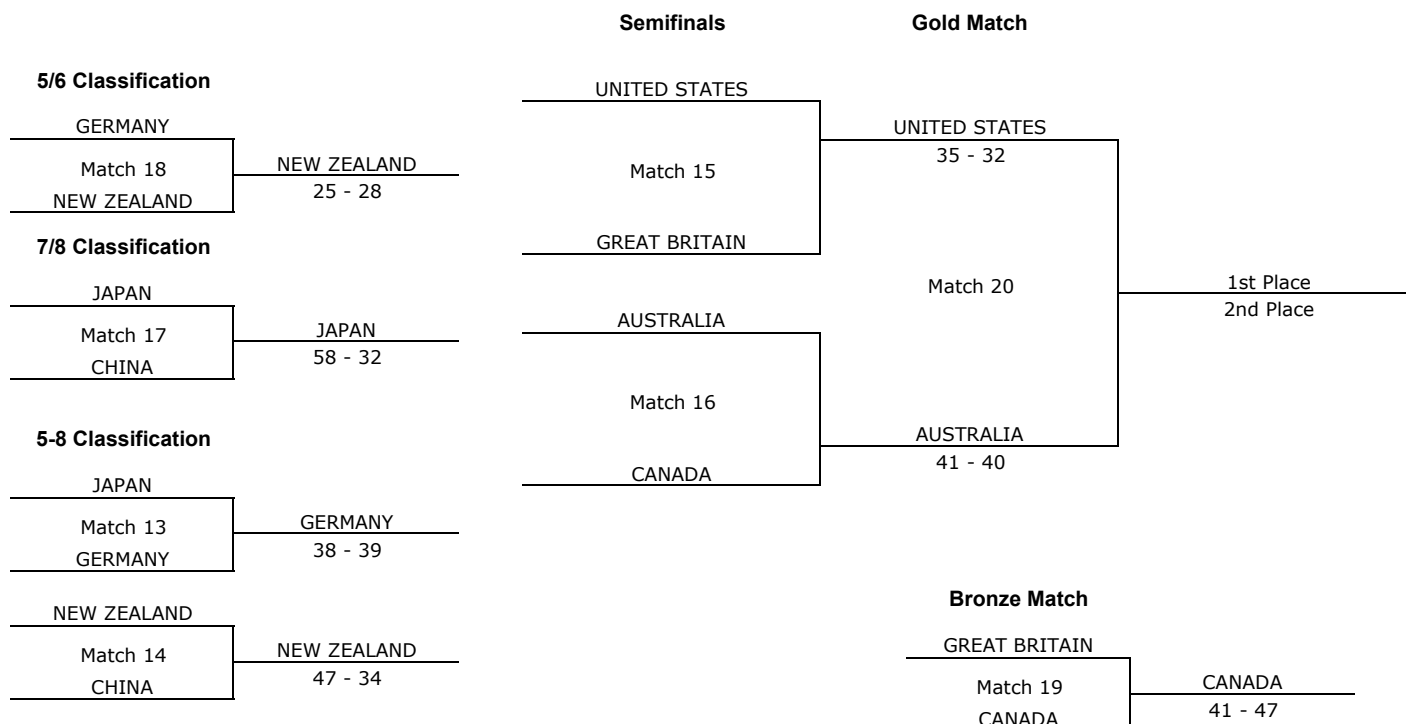 Semifinals
Gold Match
5/6 Classification
GERMANY
Match 18
NEW ZEALAND
NEW ZEALAND
25 - 28
7/8 Classification
JAPAN
Match 17
CHINA
JAPAN
58 - 32
5-8 Classification
JAPAN
Match 13
GERMANY
GERMANY
38 - 39
NEW ZEALAND
Match 14
CHINA
NEW ZEALAND
47 - 34
UNITED STATES
Match 15
GREAT BRITAIN
AUSTRALIA
Match 16
CANADA
UNITED STATES
35 - 32
Match 20
AUSTRALIA
41 - 40
1st Place
2nd Place
Bronze Match
GREAT BRITAIN
Match 19
CANADA
CANADA
41 - 47